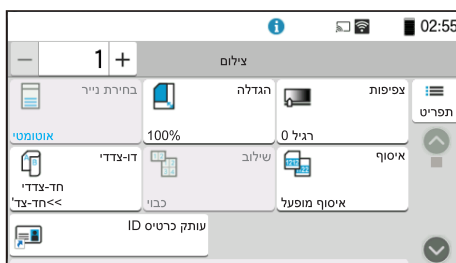 02:55
1
צילום
תפריט
צפיפות
רגיל 0
הגדלה
100%
בחירת נייר
אוטומטי
איסוף
איסוף מופעל
שילוב
כבוי
דו-צדדי
חד-צדדי
>>חד-צד'
עותק כרטיס ID